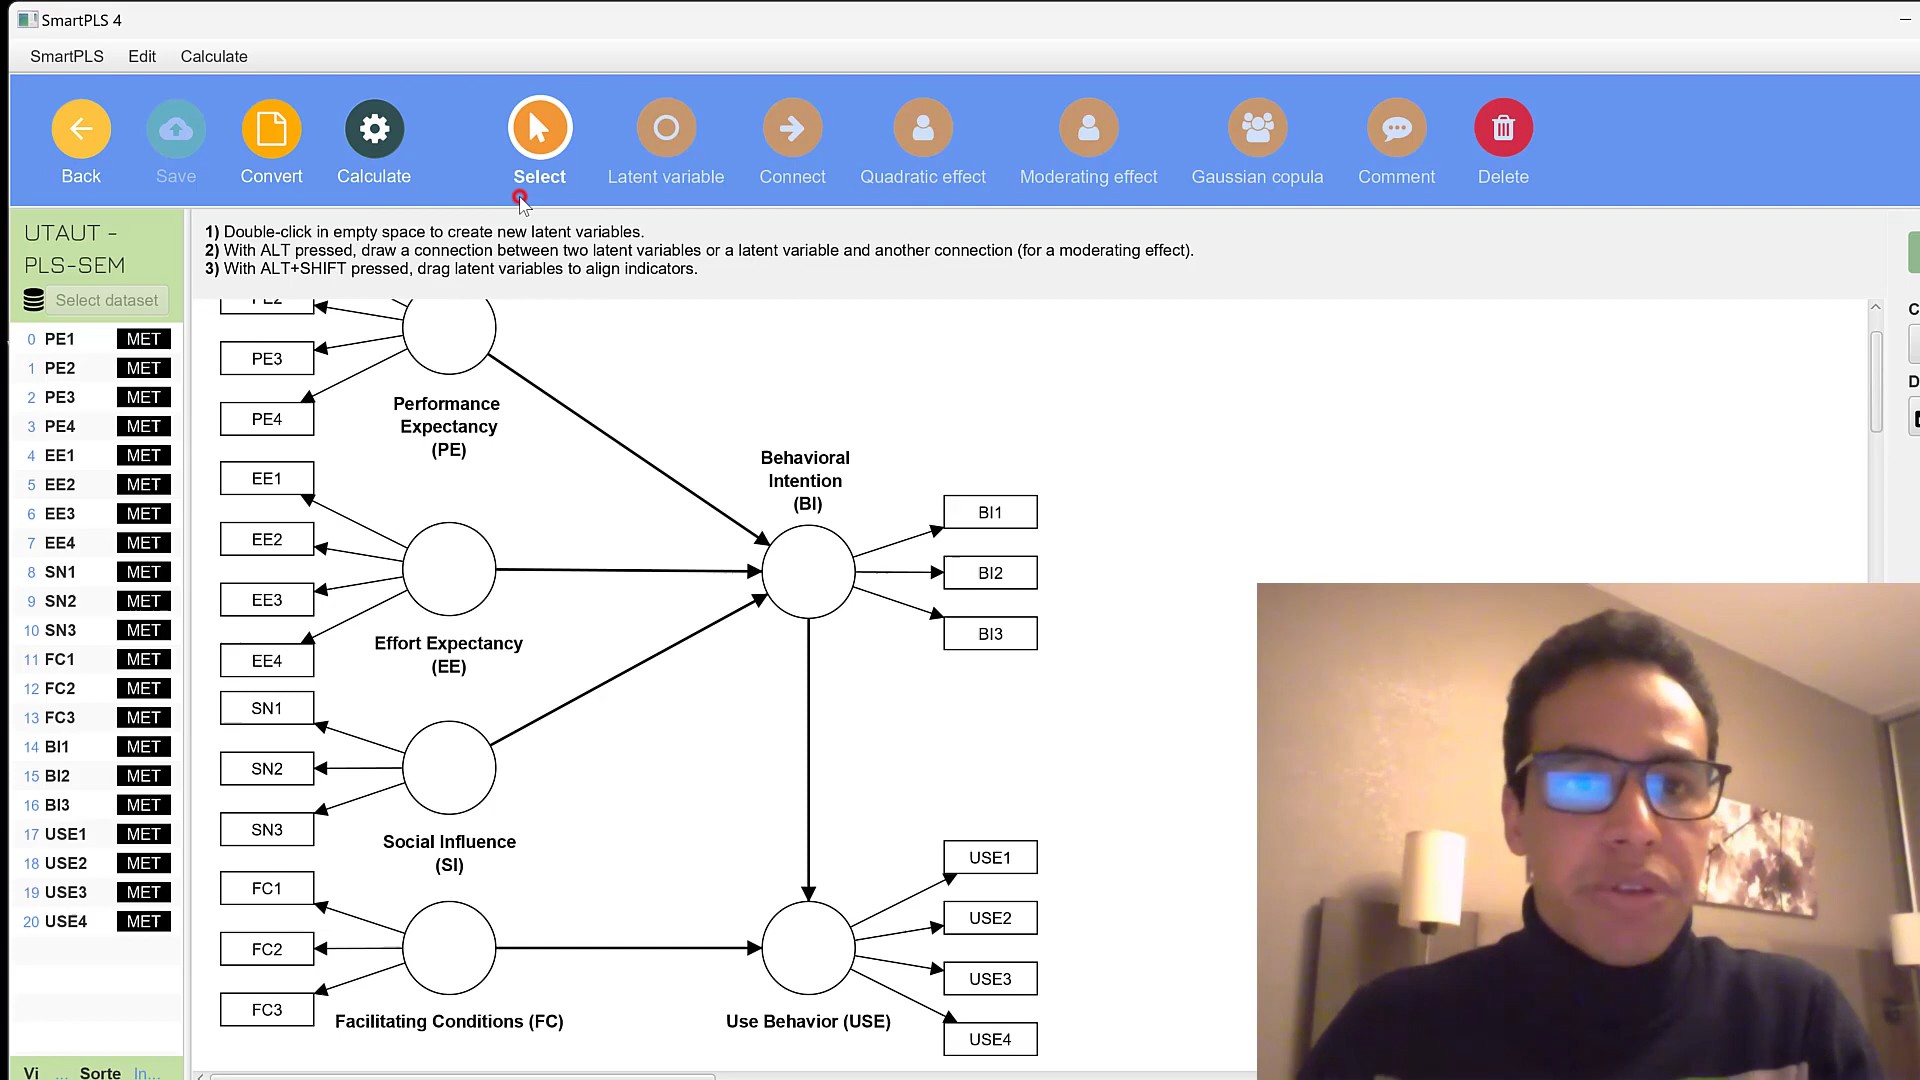 SmartPLS 4
SmartPLS Edit Calculate
Back Save Convert Calculate Select Latent variable Connect Quadratic effect Moderating effect Gaussian copula Comment Delete
UTAUT -
PLS-SEM
Select dataset
1) Double-click in empty space to create new latent variables.
2) With ALT pressed, draw a connection between two latent variables or a latent variable and another connection (for a moderating effect).
3) With ALT+SHIFT pressed, drag latent variables to align indicators.
0 PE1 MET
1 PE2 MET
2 PE3 MET
3 PE4 MET
4 EE1 MET
5 EE2 MET
6 EE3 MET
7 EE4 MET
8 SN1 MET
9 SN2 MET
10 SN3 MET
11 FC1 MET
12 FC2 MET
13 FC3 MET
14 BI1 MET
15 BI2 MET
16 BI3 MET
17 USE1 MET
18 USE2 MET
19 USE3 MET
20 USE4 MET
Vi ... Sorte In...
PE2
PE3
PE4
Performance
Expectancy
(PE)
EE1
EE2
EE3
EE4
Effort Expectancy
(EE)
SN1
SN2
SN3
Social Influence
(SI)
FC1
FC2
FC3
Facilitating Conditions (FC)
Behavioral
Intention
(BI)
BI1
BI2
BI3
USE1
USE2
USE3
USE4
Use Behavior (USE)
C
D